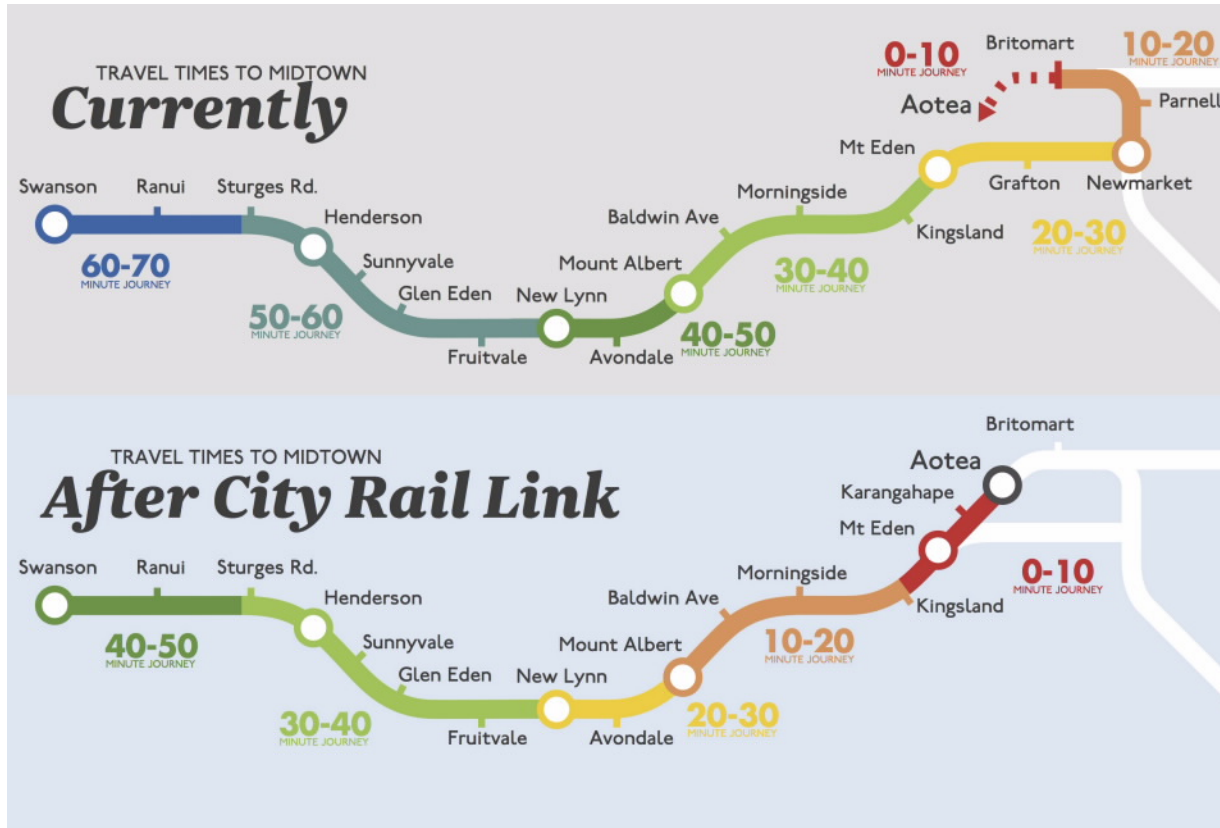 TRAVEL TIMES TO MIDTOWN
Currently
0-10
MINUTE JOURNEY
Britomart
10-20
MINUTE JOURNEY
Aotea
Parnell
Mt Eden
Grafton
Newmarket
Swanson
Ranui
Sturges Rd.
Henderson
Morningside
Baldwin Ave
Kingsland
20-30
MINUTE JOURNEY
60-70
MINUTE JOURNEY
Sunnyvale
Mount Albert
30-40
MINUTE JOURNEY
Glen Eden
New Lynn
50-60
MINUTE JOURNEY
40-50
MINUTE JOURNEY
Fruitvale
Avondale
TRAVEL TIMES TO MIDTOWN
After City Rail Link
Britomart
Aotea
Karangahape
Mt Eden
Swanson
Ranui
Sturges Rd.
Henderson
Morningside
Baldwin Ave
Kingsland
0-10
MINUTE JOURNEY
40-50
MINUTE JOURNEY
Sunnyvale
Mount Albert
10-20
MINUTE JOURNEY
Glen Eden
New Lynn
30-40
MINUTE JOURNEY
20-30
MINUTE JOURNEY
Fruitvale
Avondale